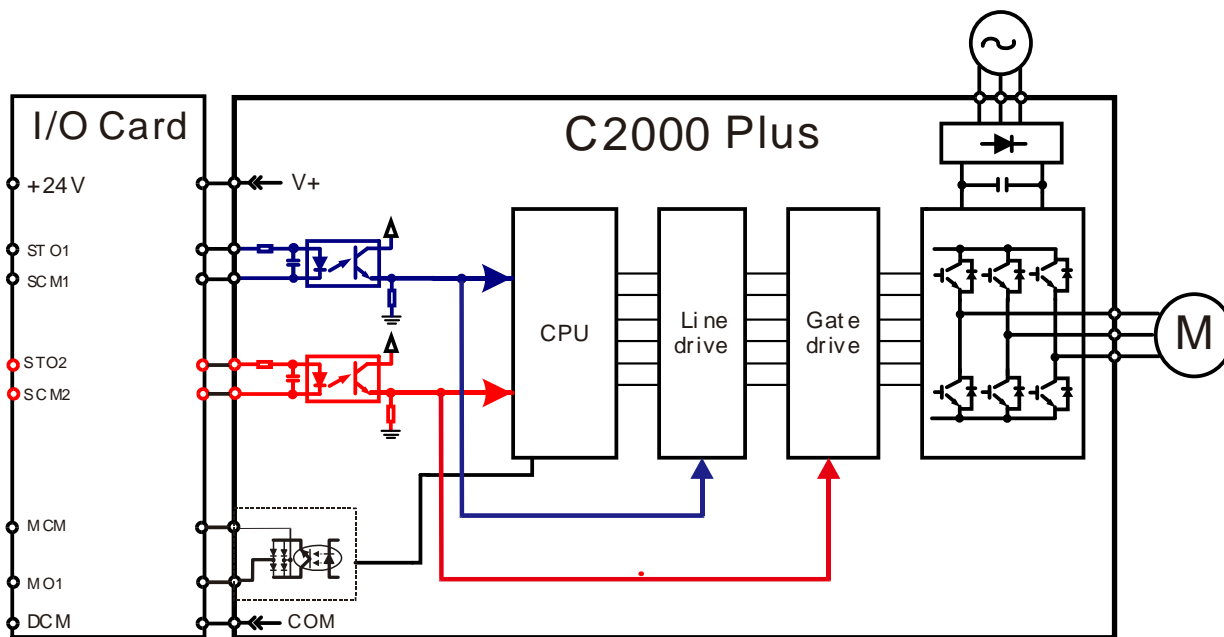 I/O Card
C2000 Plus
+24V
V+
STO1
SCM1
CPU
Line
drive
Gate
drive
M
STO2
SCM2
MCM
MO1
DCM
COM